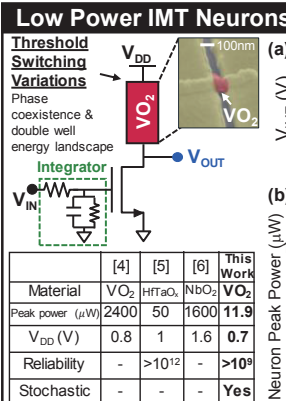 Low Power IMT Neurons
Threshold
Switching
Variations
Phase
coexistence &
double well
energy landscape
V_DD
VO₂
100nm
VO₂
V_OUT
Integrator
V_IN
[4] [5] [6] This Work
Material VO₂ HfTaOₓ NbO₂ VO₂
Peak power (μW) 2400 50 1600 11.9
V_DD (V) 0.8 1 1.6 0.7
Reliability - >10¹² - >10⁹
Stochastic - - - Yes
(a)
(b)
Neuron Peak Power (μW)